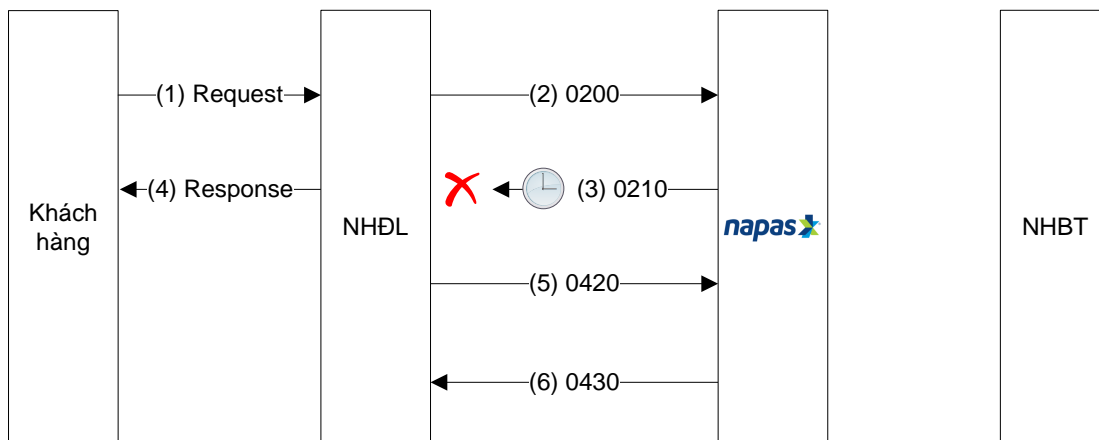 (1) Request
(2) 0200
(4) Response
(3) 0210
Khách
hàng
NHĐL
napas
NHBT
(5) 0420
(6) 0430